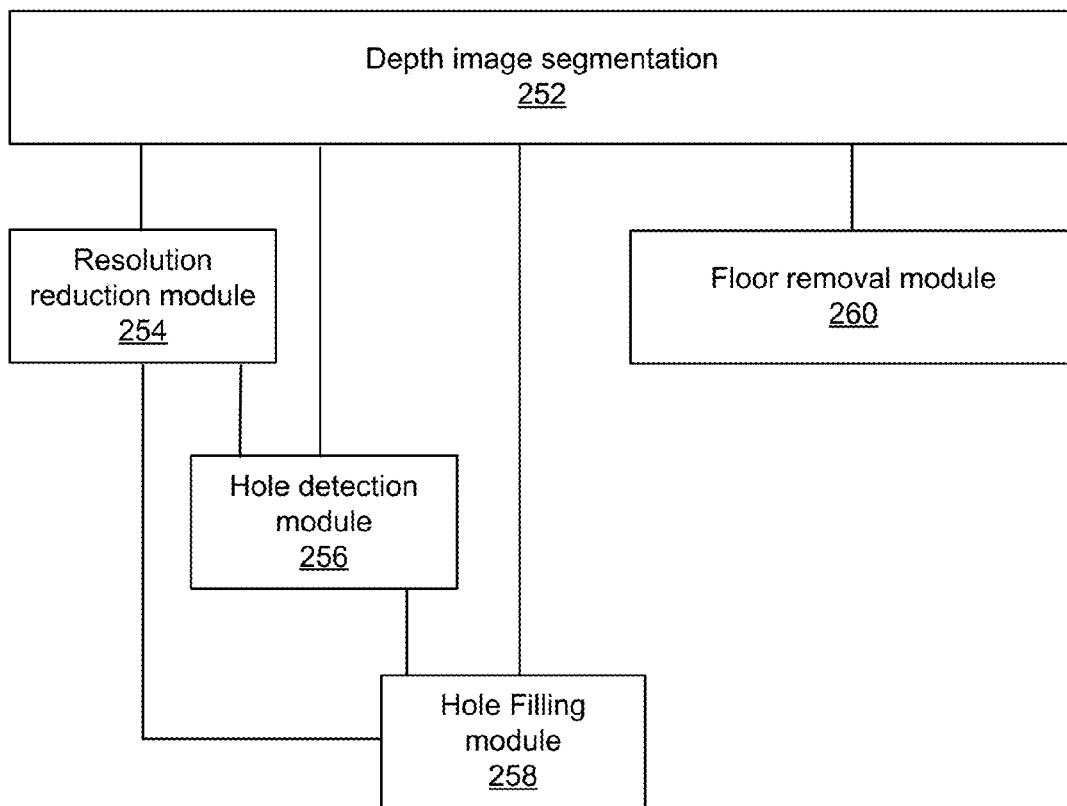 Depth image segmentation
252
Resolution
reduction module
254
Floor removal module
260
Hole detection
module
256
Hole Filling
module
258